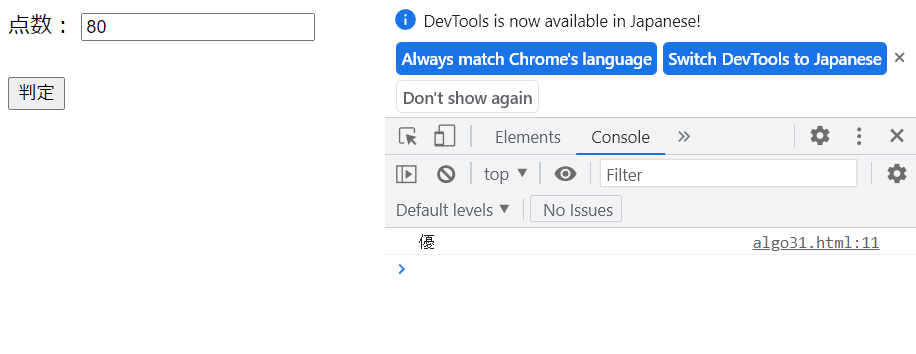 点数： 80
判定
DevTools is now available in Japanese!
Always match Chrome's language Switch DevTools to Japanese
Don't show again
Elements Console
top Filter
Default levels No Issues
優 algo31.html:11